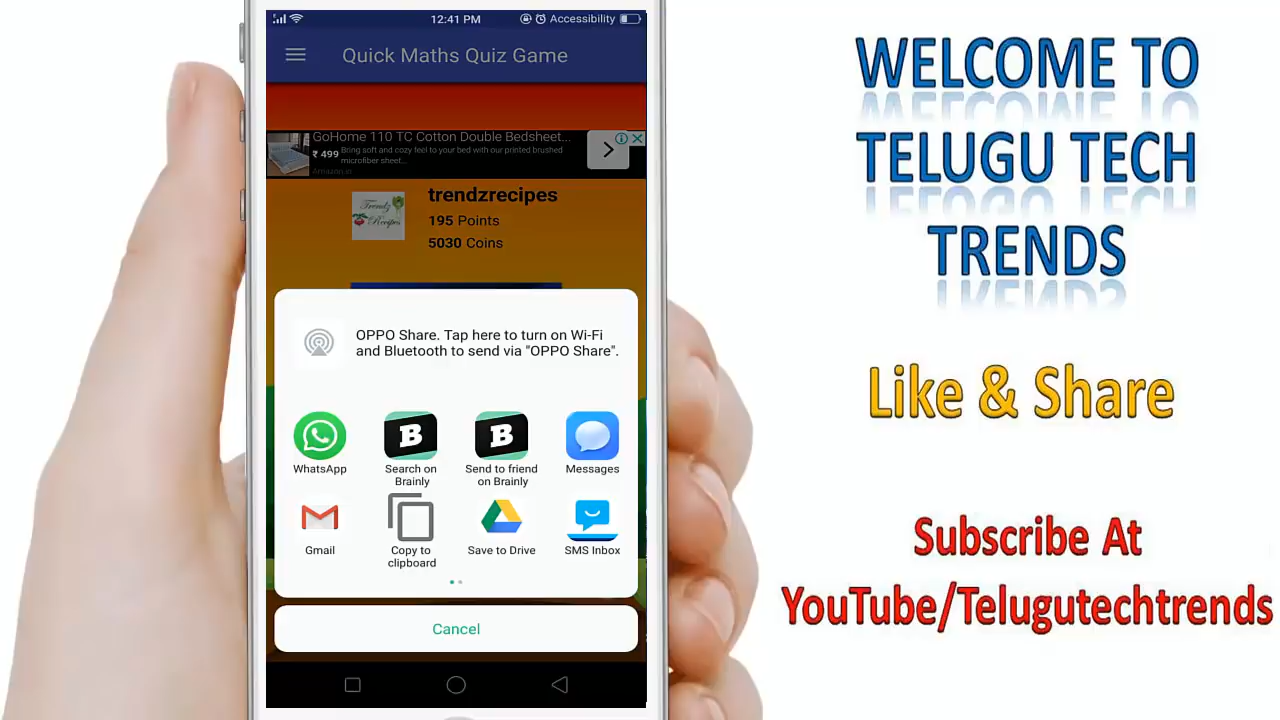 12:41 PM
Accessibility
Quick Maths Quiz Game
GoHome 110 TC Cotton Double Bedsheet...
₹ 499
Bring soft and cozy feel to your bed with our printed brushed
microfiber sheet...
Amazon.in
Trendz
Recipes
trendzrecipes
195 Points
5030 Coins
OPPO Share. Tap here to turn on Wi-Fi
and Bluetooth to send via "OPPO Share".
WhatsApp
Search on
Brainly
Send to friend
on Brainly
Messages
Gmail
Copy to
clipboard
Save to Drive
SMS Inbox
Cancel
WELCOME TO
TELUGU TECH
TRENDS
Like & Share
Subscribe At
YouTube/Telugutechtrends